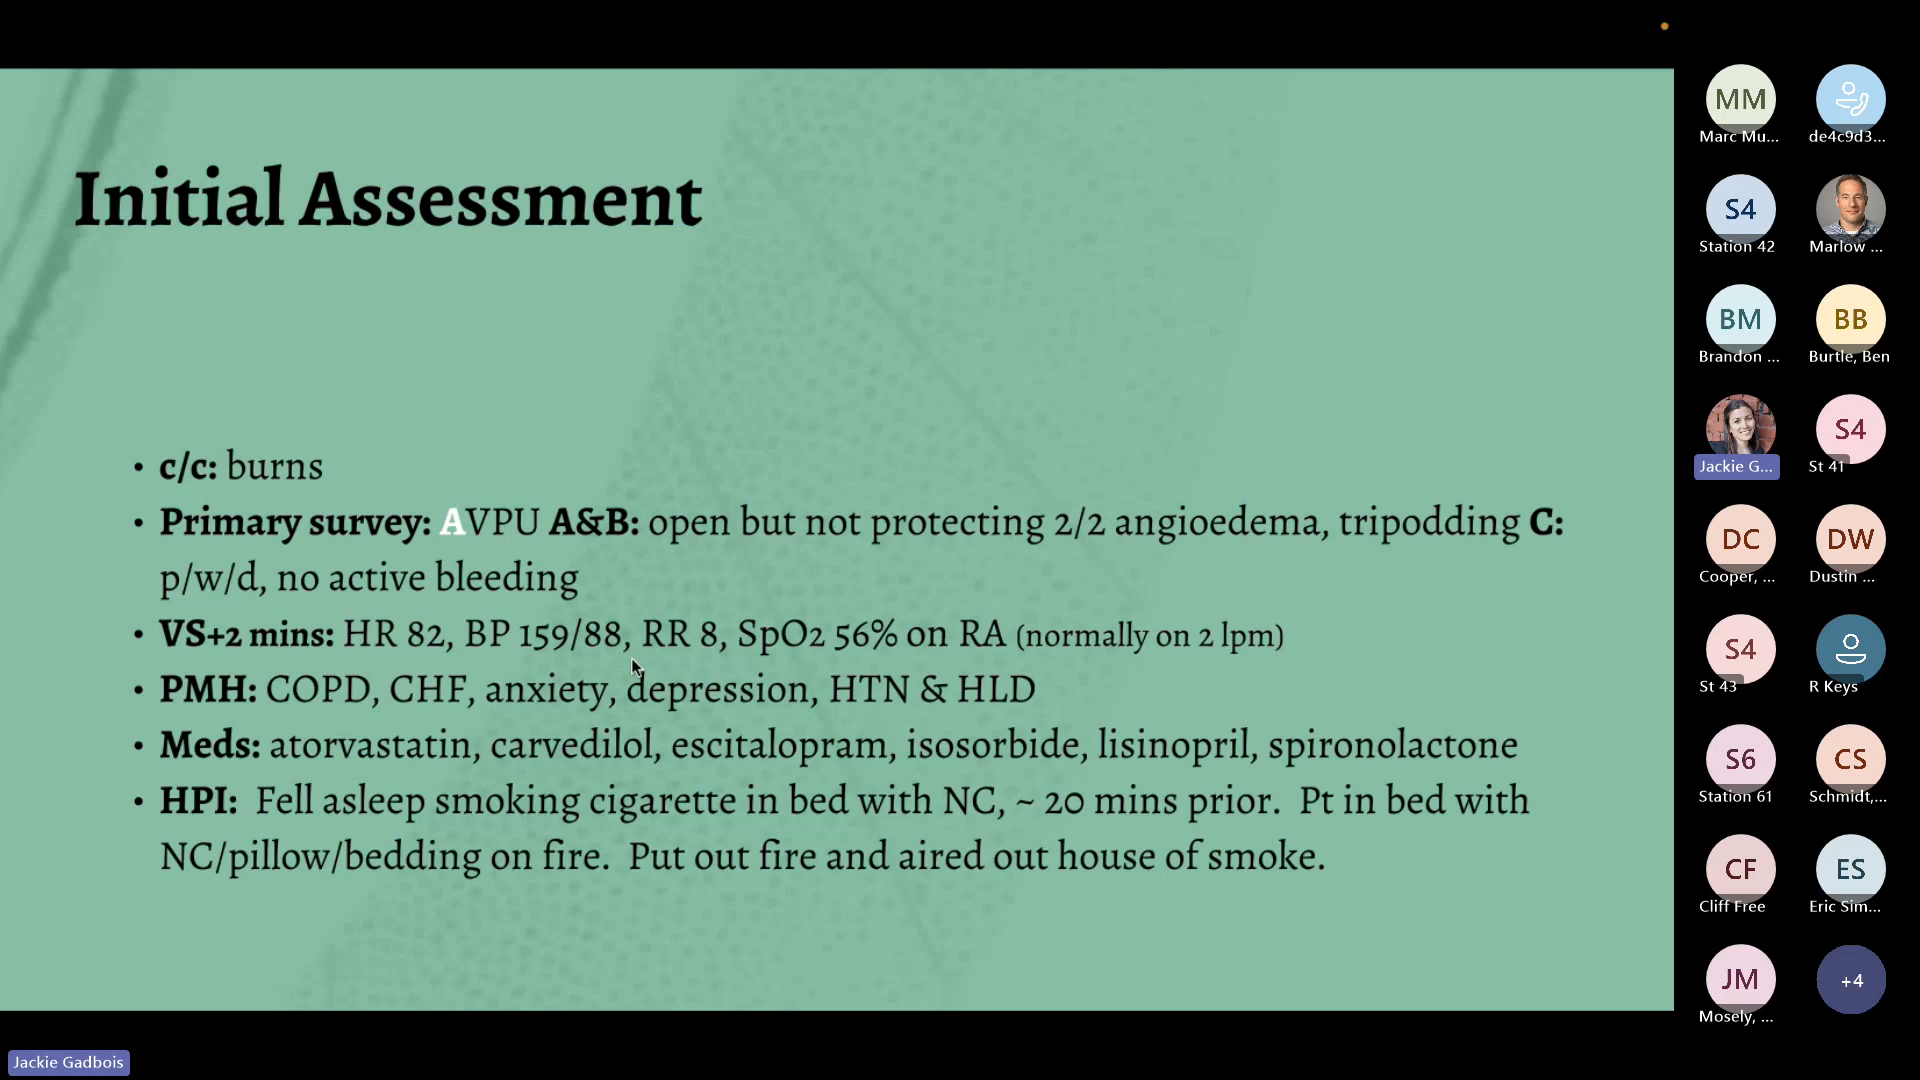 Initial Assessment
• c/c: burns
• Primary survey: AVPU A&B: open but not protecting 2/2 angioedema, tripodding C:
p/w/d, no active bleeding
• VS+2 mins: HR 82, BP 159/88, RR 8, SpO2 56% on RA (normally on 2 lpm)
• PMH: COPD, CHF, anxiety, depression, HTN & HLD
• Meds: atorvastatin, carvedilol, escitalopram, isosorbide, lisinopril, spironolactone
• HPI: Fell asleep smoking cigarette in bed with NC, ~ 20 mins prior. Pt in bed with
NC/pillow/bedding on fire. Put out fire and aired out house of smoke.
Jackie Gadbois
MM
Marc Mu...
de4c9d3...
S4
Station 42
Marlow ...
BM
Brandon ...
BB
Burtle, Ben
Jackie G...
S4
St 41
DC
Cooper, ...
DW
Dustin ...
S4
St 43
R Keys
S6
Station 61
CS
Schmidt,...
CF
Cliff Free
ES
Eric Sim...
JM
Mosely, ...
+4